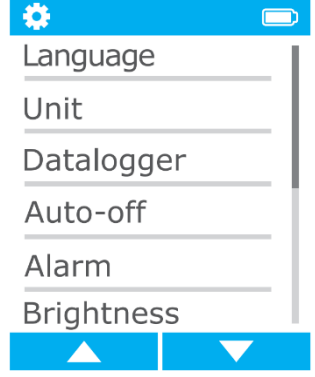 Language
Unit
Datalogger
Auto-off
Alarm
Brightness